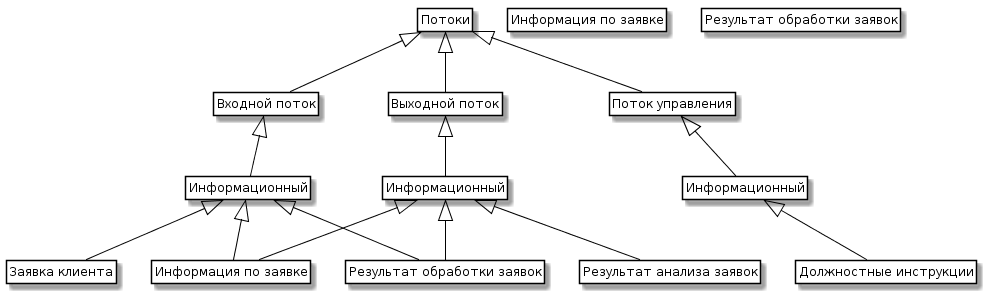 Потоки
Информация по заявке
Результат обработки заявок
Входной поток
Выходной поток
Поток управления
Информационный
Информационный
Информационный
Заявка клиента
Информация по заявке
Результат обработки заявок
Результат анализа заявок
Должностные инструкции